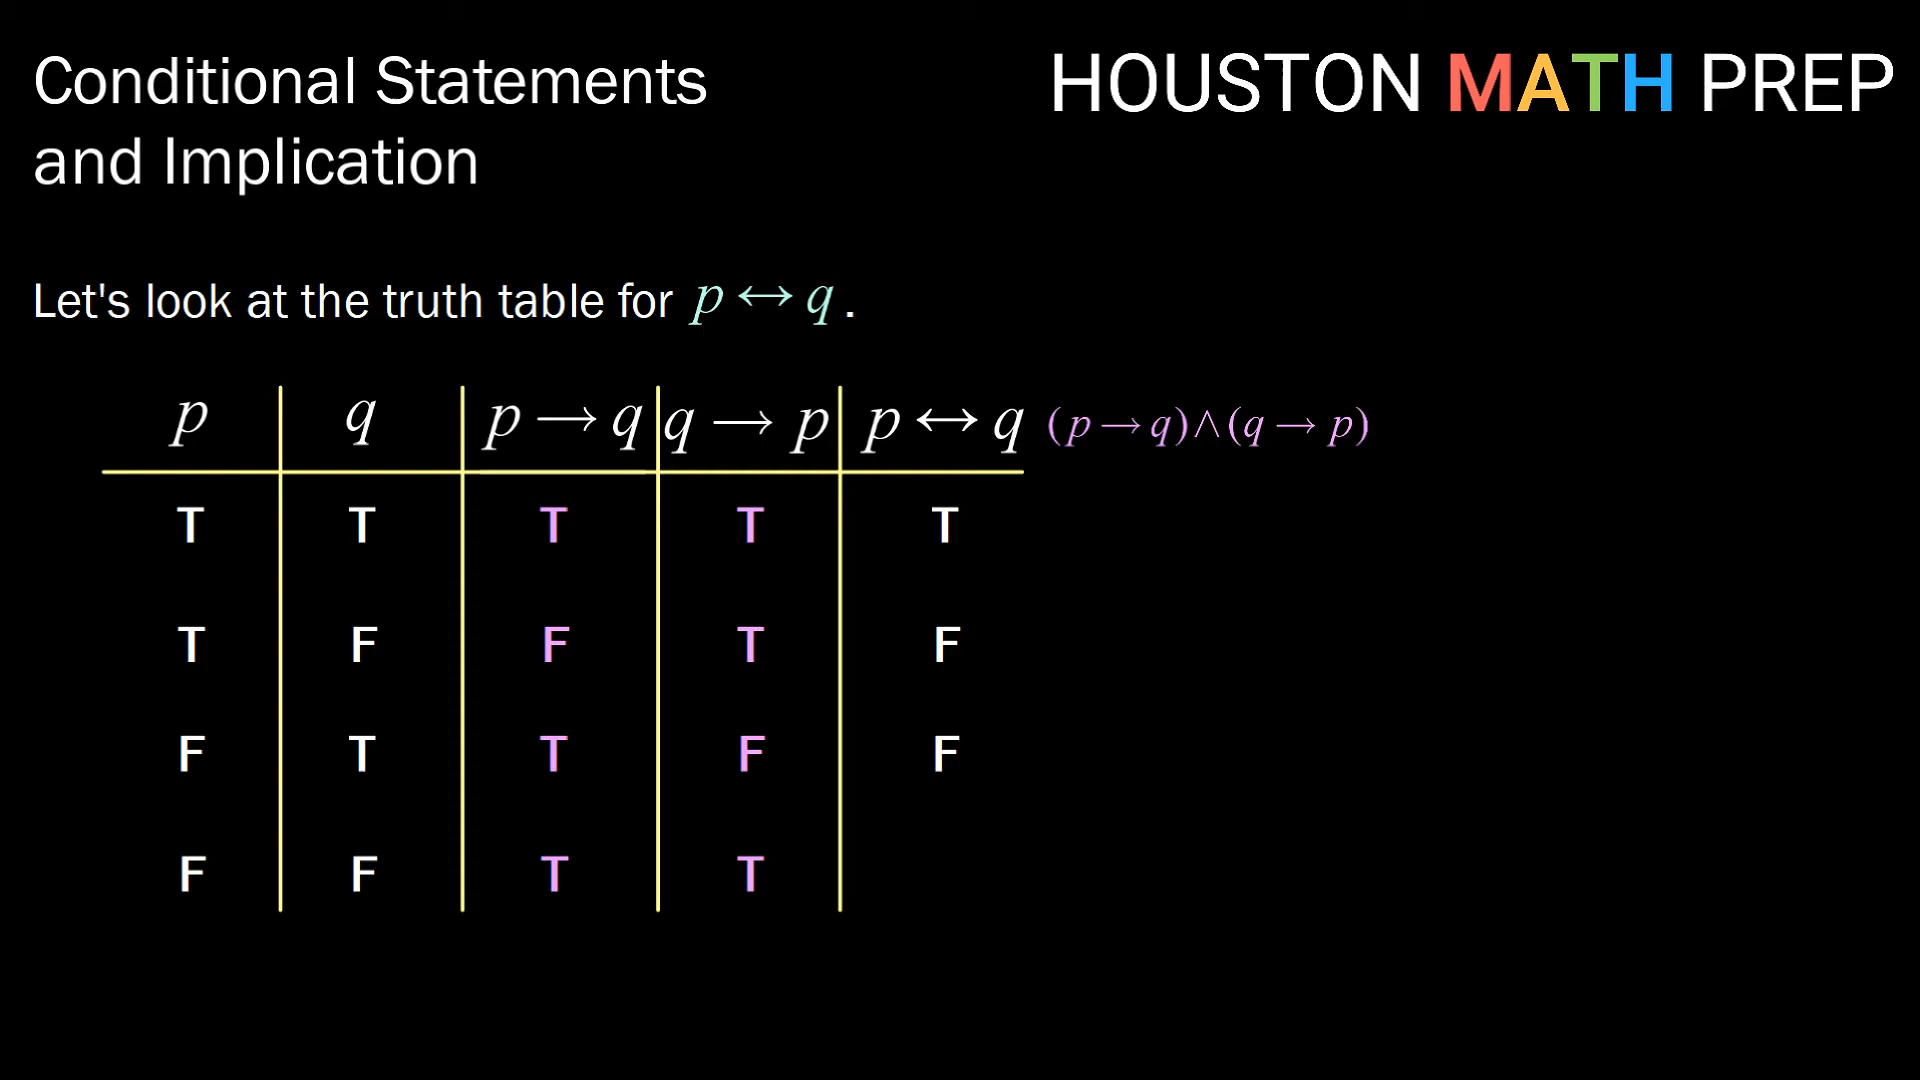 Conditional Statements
and Implication
HOUSTON MATH PREP
Let's look at the truth table for p ↔ q .
p q p → q q → p p ↔ q (p → q) ∧ (q → p)
T T T T T
T F F T F
F T T F F
F F T T